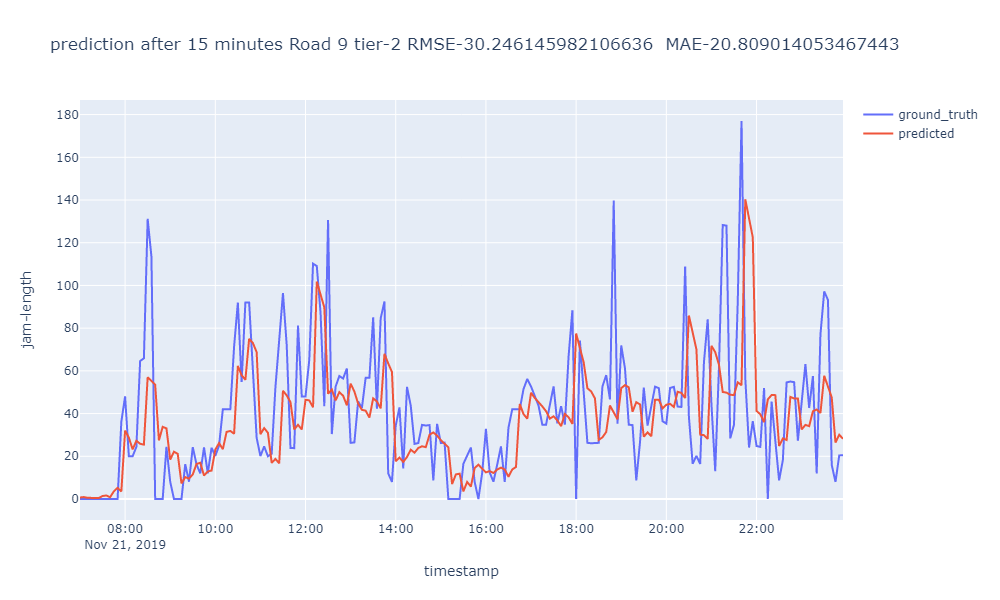 prediction after 15 minutes Road 9 tier-2 RMSE-30.246145982106636  MAE-20.809014053467443
ground_truth
predicted
jam-length
180
160
140
120
100
80
60
40
20
0
08:00 10:00 12:00 14:00 16:00 18:00 20:00 22:00
Nov 21, 2019
timestamp